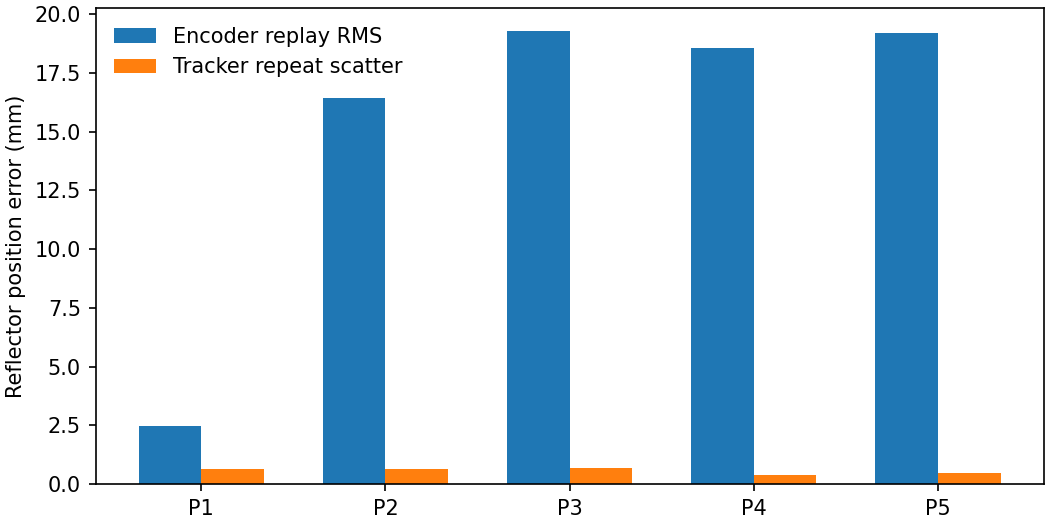 Encoder replay RMS
Tracker repeat scatter
Reflector position error (mm)
20.0
17.5
15.0
12.5
10.0
7.5
5.0
2.5
0.0
P1 P2 P3 P4 P5